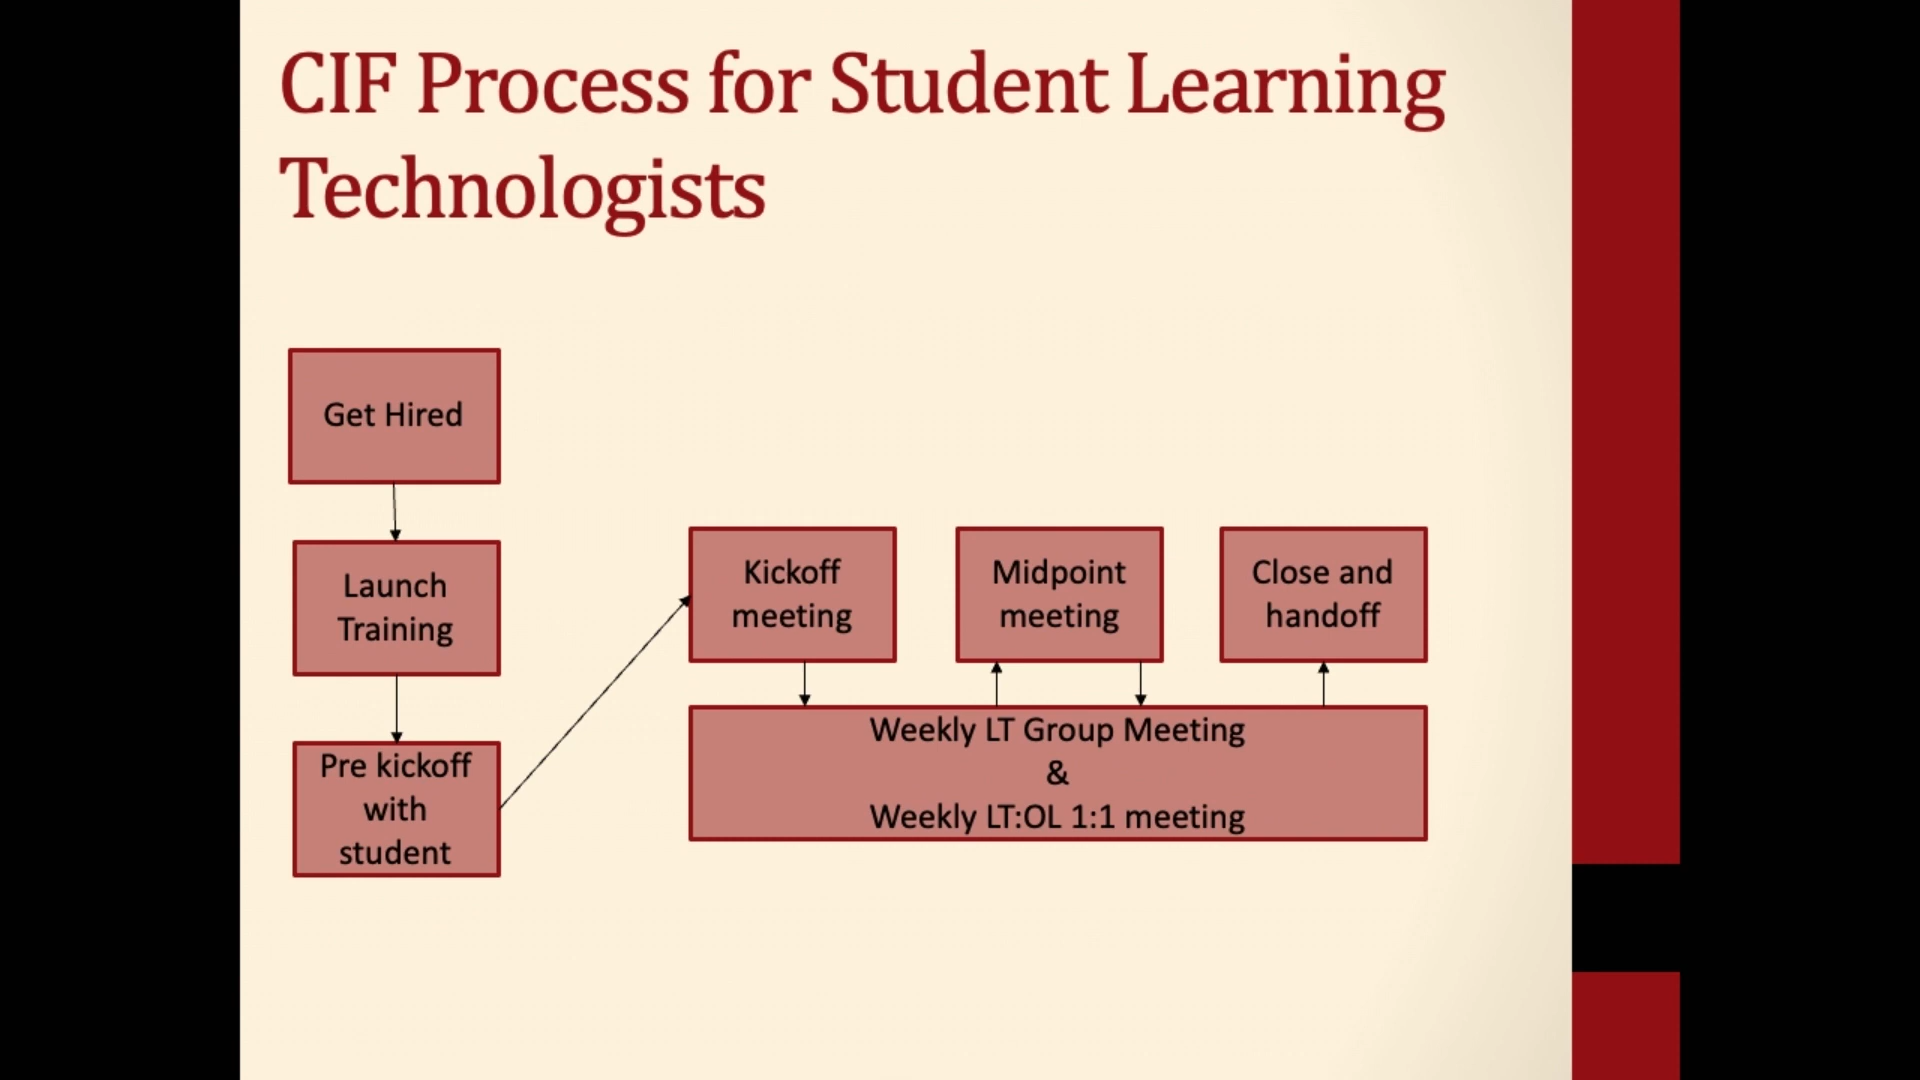 CIF Process for Student Learning
Technologists
Get Hired
Launch
Training
Pre kickoff
with
student
Kickoff
meeting
Midpoint
meeting
Close and
handoff
Weekly LT Group Meeting
&
Weekly LT:OL 1:1 meeting